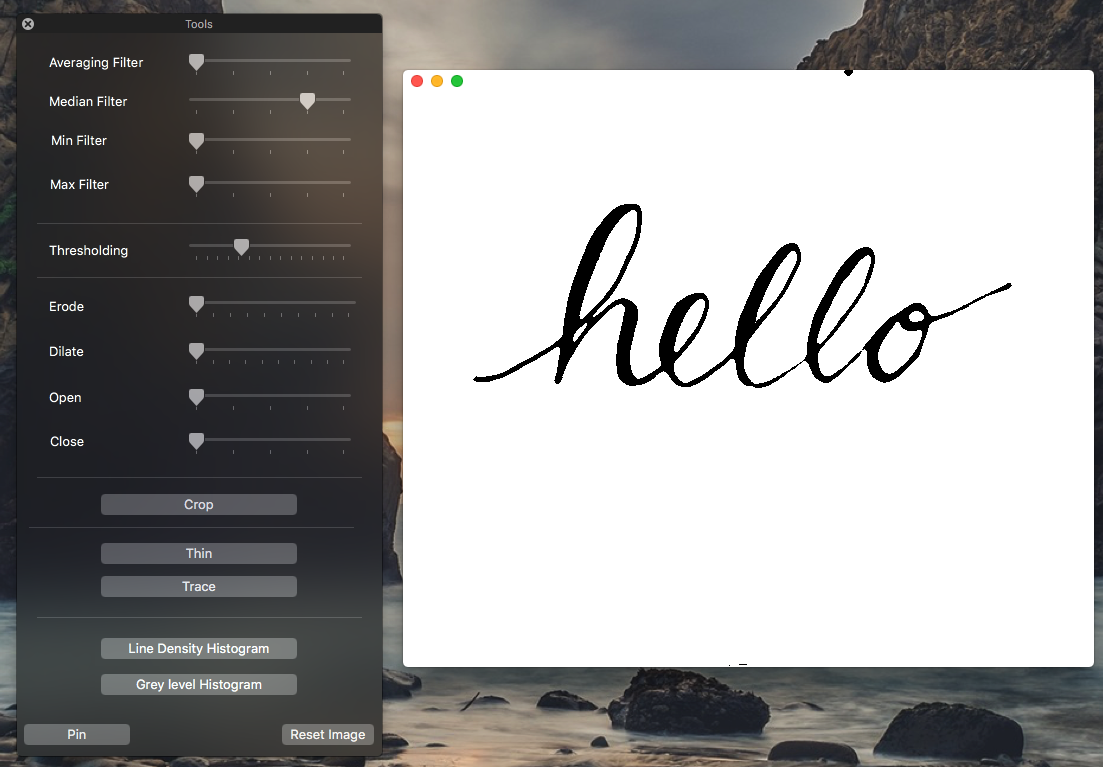 Tools
Averaging Filter
Median Filter
Min Filter
Max Filter
Thresholding
Erode
Dilate
Open
Close
Crop
Thin
Trace
Line Density Histogram
Grey level Histogram
Pin
Reset Image
hello